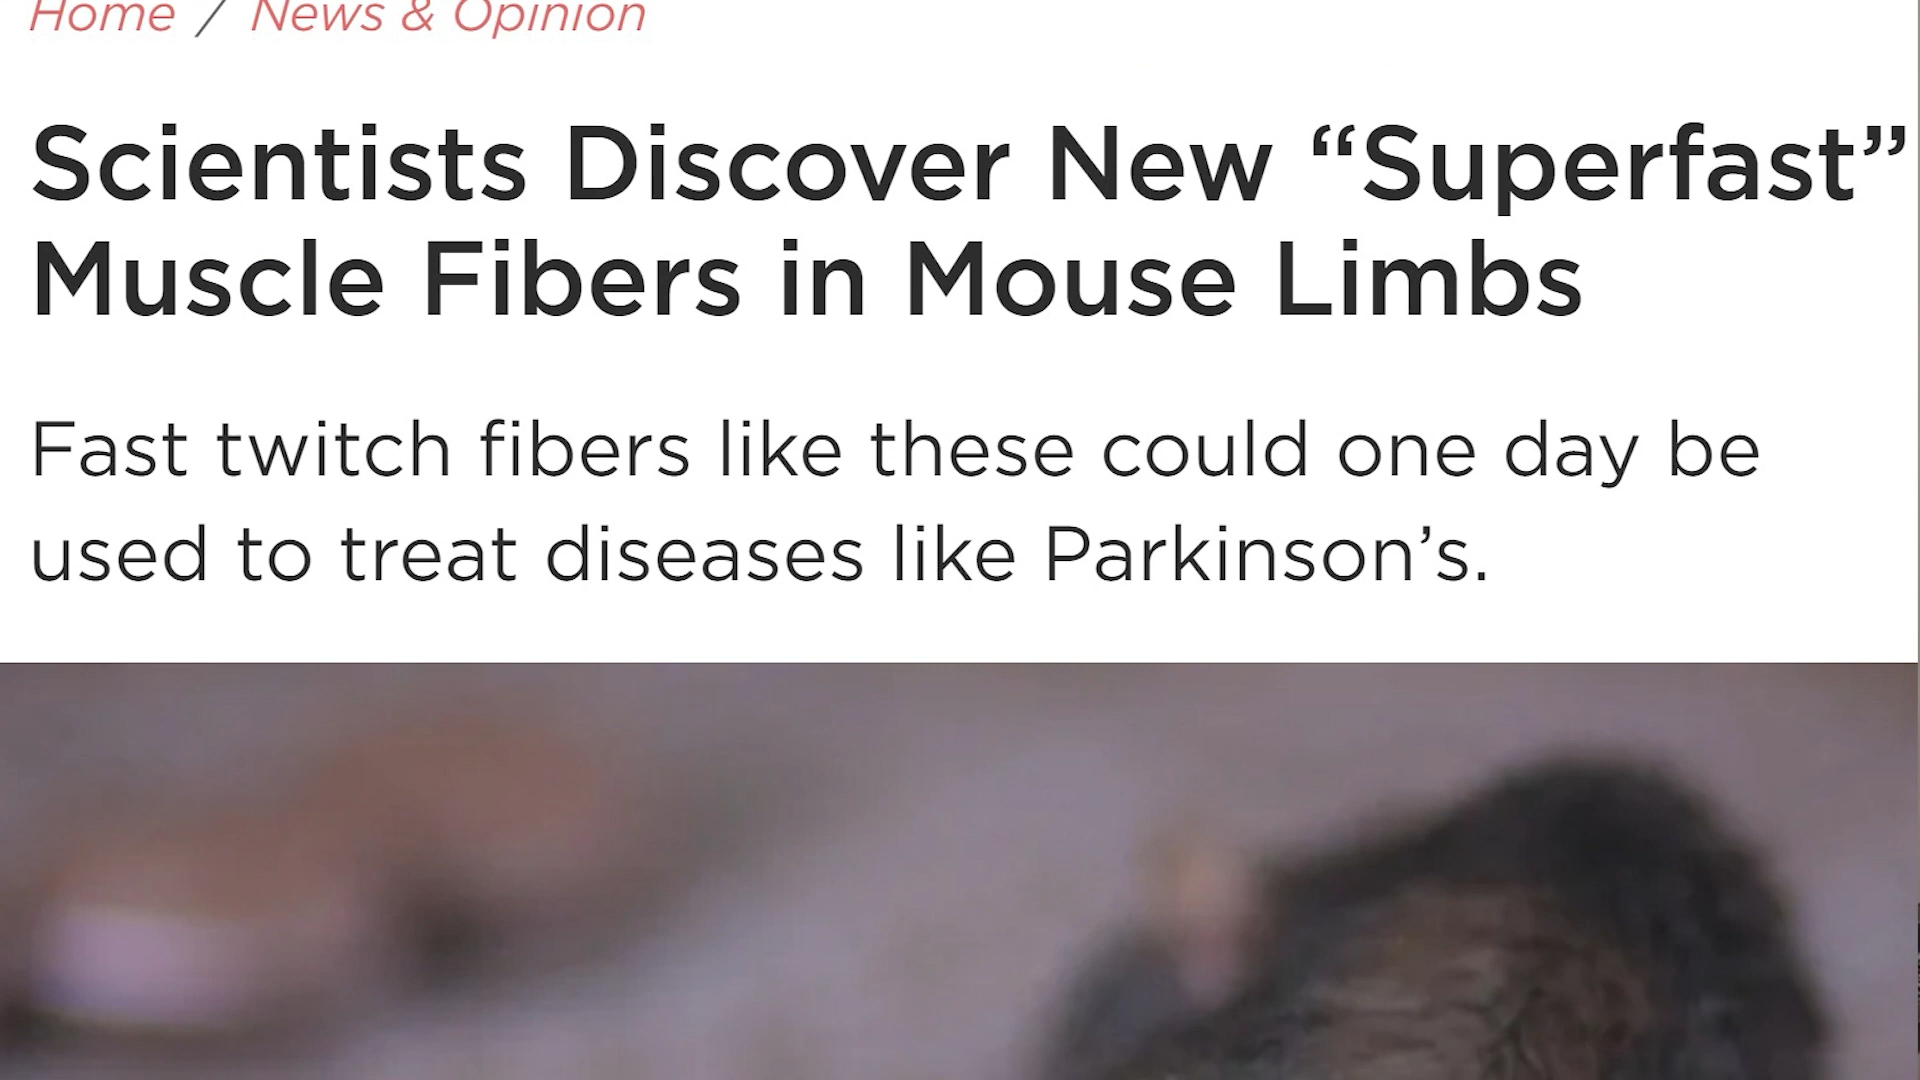 Home / News & Opinion
Scientists Discover New “Superfast”
Muscle Fibers in Mouse Limbs
Fast twitch fibers like these could one day be
used to treat diseases like Parkinson’s.